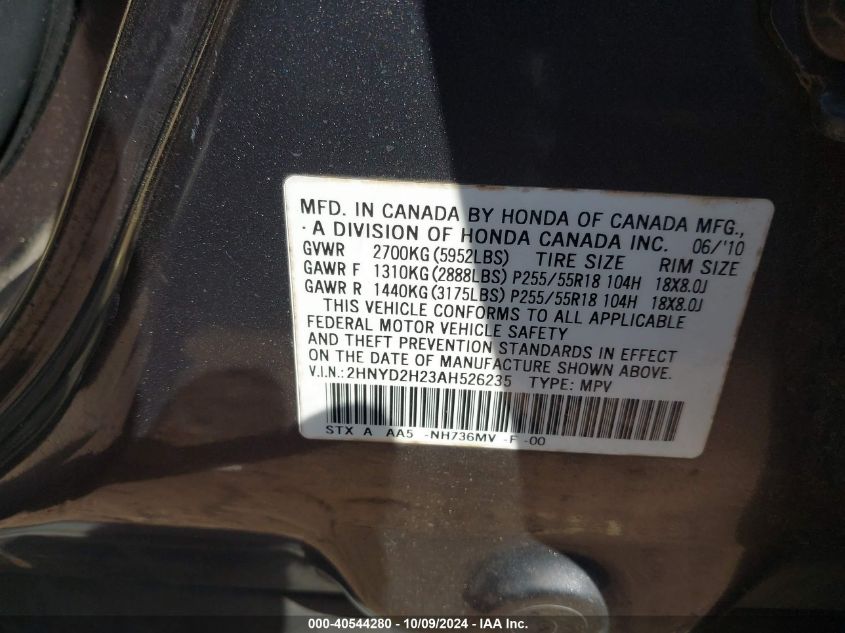 MFD. IN CANADA BY HONDA OF CANADA MFG.,
· A DIVISION OF HONDA CANADA INC. 06/'10
GVWR 2700KG(5952LBS) TIRE SIZE RIM SIZE
GAWR F 1310KG(2888LBS) P255/55R18 104H 18X8.0J
GAWR R 1440KG(3175LBS) P255/55R18 104H 18X8.0J
THIS VEHICLE CONFORMS TO ALL APPLICABLE
FEDERAL MOTOR VEHICLE SAFETY
AND THEFT PREVENTION STANDARDS IN EFFECT
ON THE DATE OF MANUFACTURE SHOWN ABOVE.
V.I.N.:2HNYD2H23AH526235 TYPE: MPV
STX A AA5 -NH736MV -F -00
000-40544280 - 10/09/2024 - IAA Inc.